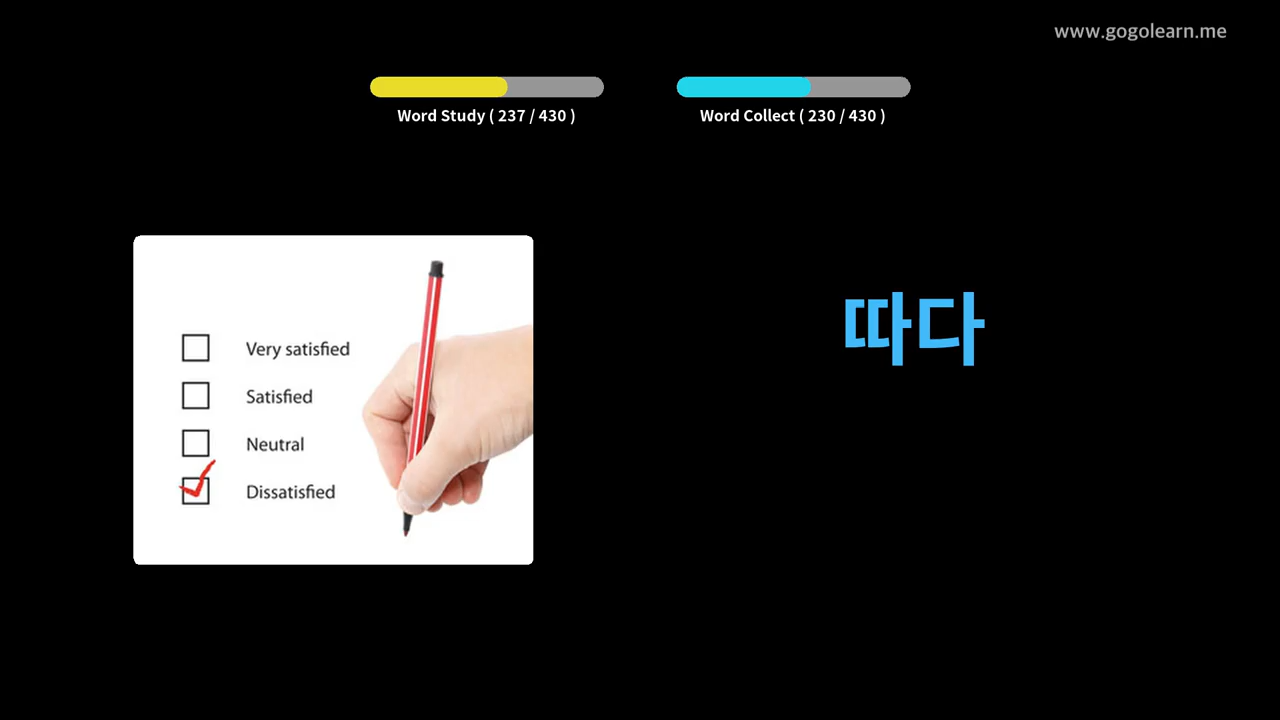 www.gogolearn.me
Word Study ( 237 / 430 )
Word Collect ( 230 / 430 )
Very satisfied
Satisfied
Neutral
Dissatisfied
따다